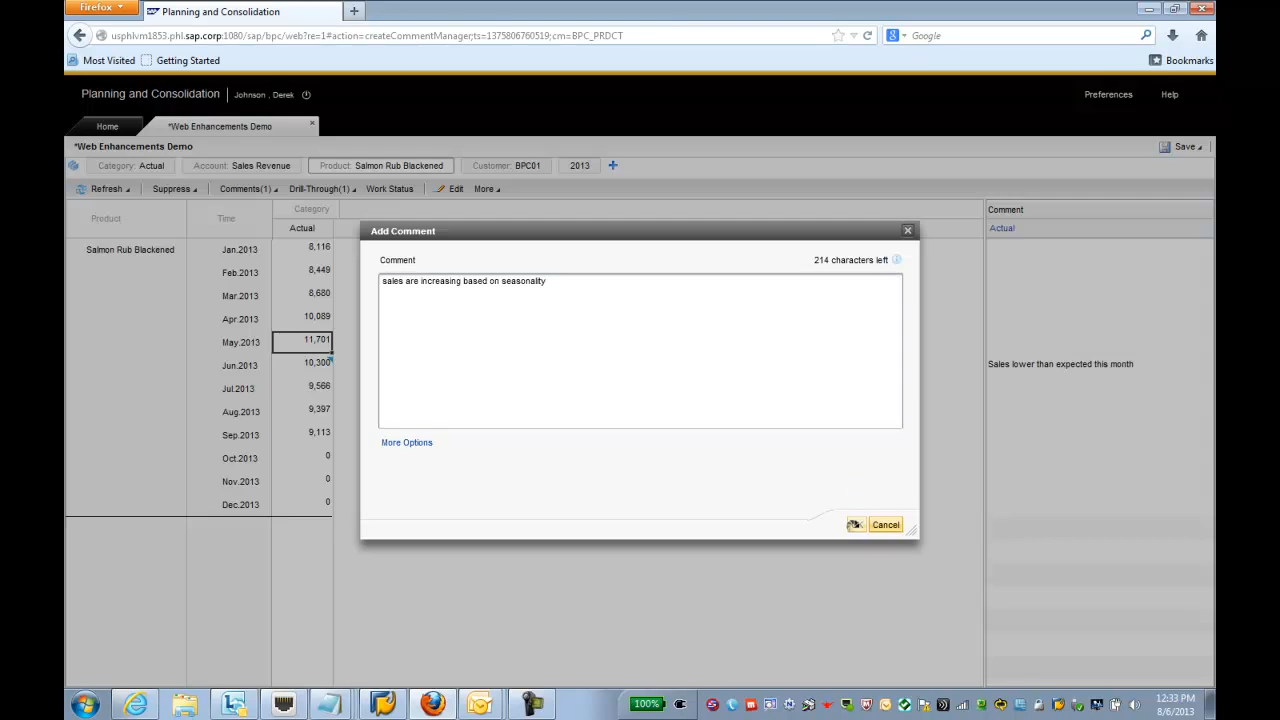 Firefox
Planning and Consolidation
usphlvm1853.phl.sap.corp:1080/sap/bpc/web?re=1#action=createCommentManager;ts=1375806760519;cm=BPC_PRDCT
Google
Most Visited
Getting Started
Bookmarks
Planning and Consolidation
Johnson , Derek
Preferences
Help
Home
*Web Enhancements Demo
*Web Enhancements Demo
Save
Category: Actual
Account: Sales Revenue
Product: Salmon Rub Blackened
Customer: BPC01
2013
Refresh
Suppress
Comments(1)
Drill-Through(1)
Work Status
Edit
More
Product
Time
Category
Actual
Salmon Rub Blackened
Jan.2013 8,116
Feb.2013 8,449
Mar.2013 8,680
Apr.2013 10,089
May.2013 11,701
Jun.2013 10,300
Jul.2013 9,566
Aug.2013 9,397
Sep.2013 9,113
Oct.2013 0
Nov.2013 0
Dec.2013 0
Add Comment
Comment
214 characters left
sales are increasing based on seasonality
More Options
Cancel
Comment
Actual
Sales lower than expected this month
100%
12:33 PM
8/6/2013